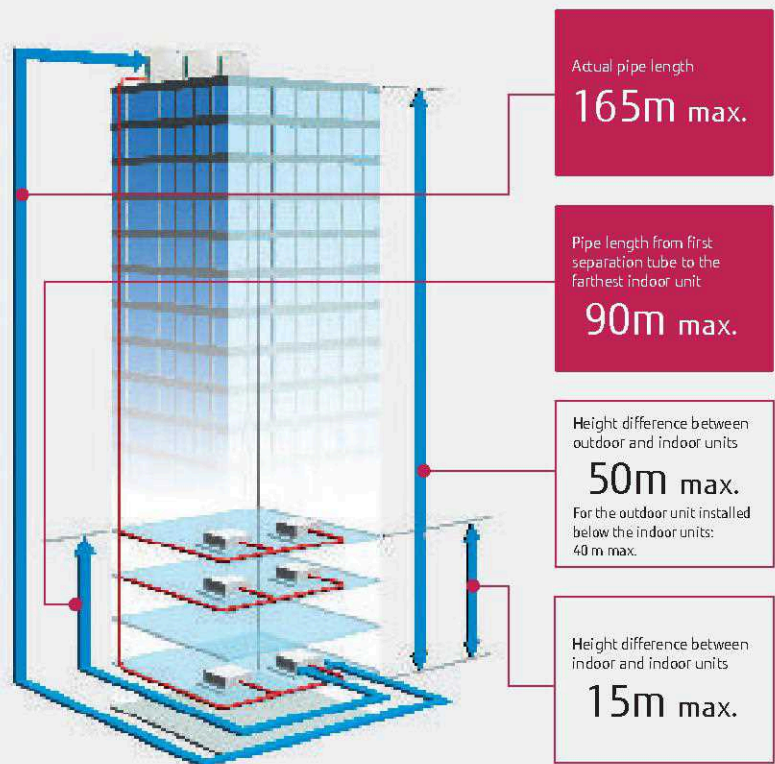 Actual pipe length
165m max.
Pipe length from first
separation tube to the
farthest indoor unit
90m max.
Height difference between
outdoor and indoor units
50m max.
For the outdoor unit installed
below the indoor units:
40 m max.
Height difference between
indoor and indoor units
15m max.